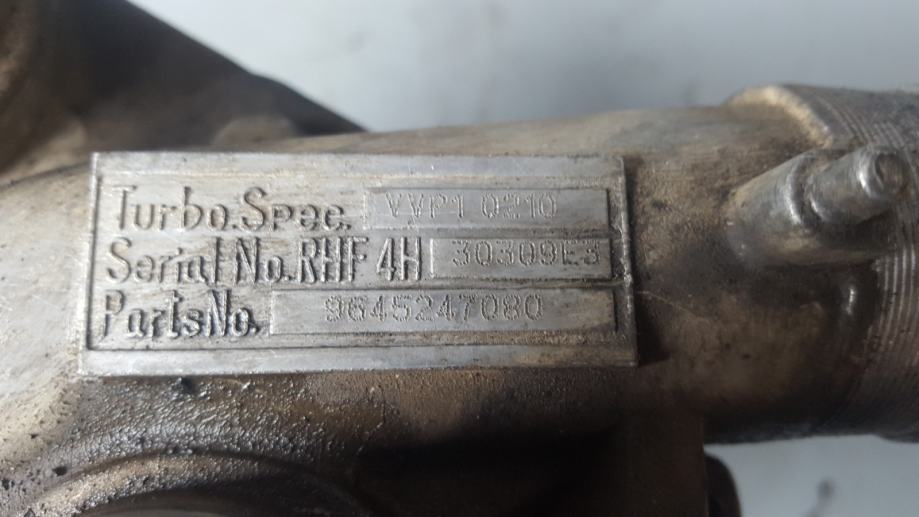 Turbo.Spec. VVP1 0210
Serial No.RHF 4H 30309E3
PartsNo. 9645247080